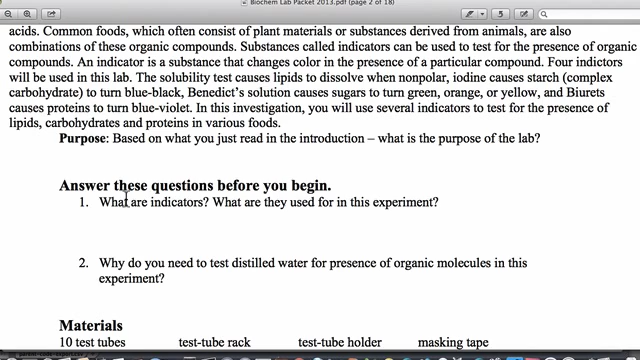 Biochem Lab Packet 2013.pdf (page 2 of 18)
acids. Common foods, which often consist of plant materials or substances derived from animals, are also
combinations of these organic compounds. Substances called indicators can be used to test for the presence of organic
compounds. An indicator is a substance that changes color in the presence of a particular compound. Four indictors
will be used in this lab. The solubility test causes lipids to dissolve when nonpolar, iodine causes starch (complex
carbohydrate) to turn blue-black, Benedict's solution causes sugars to turn green, orange, or yellow, and Biurets
causes proteins to turn blue-violet. In this investigation, you will use several indicators to test for the presence of
lipids, carbohydrates and proteins in various foods.
Purpose: Based on what you just read in the introduction – what is the purpose of the lab?
Answer these questions before you begin.
1. What are indicators? What are they used for in this experiment?
2. Why do you need to test distilled water for presence of organic molecules in this
experiment?
Materials
10 test tubes test-tube rack test-tube holder masking tape